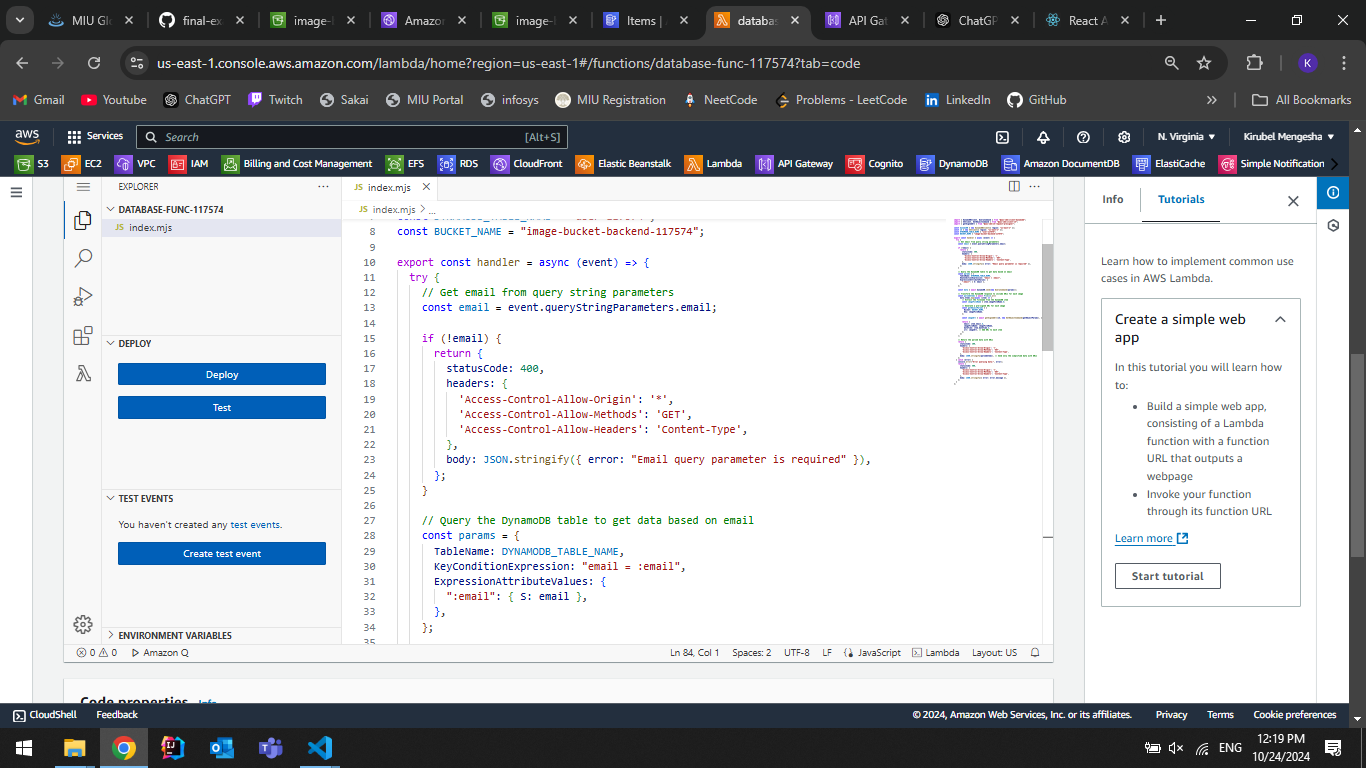 MIU Glo
final-ex
image-l
Amazor
image-l
Items | 
databas
API Gat
ChatGP
React A
us-east-1.console.aws.amazon.com/lambda/home?region=us-east-1#/functions/database-func-117574?tab=code
K
Gmail
Youtube
ChatGPT
Twitch
Sakai
MIU Portal
infosys
MIU Registration
NeetCode
Problems - LeetCode
LinkedIn
GitHub
»
All Bookmarks
aws
Services
Search
[Alt+S]
N. Virginia
Kirubel Mengesha
S3
EC2
VPC
IAM
Billing and Cost Management
EFS
RDS
CloudFront
Elastic Beanstalk
Lambda
API Gateway
Cognito
DynamoDB
Amazon DocumentDB
ElastiCache
Simple Notification
EXPLORER
DATABASE-FUNC-117574
JS index.mjs
DEPLOY
Deploy
Test
TEST EVENTS
You haven't created any test events.
Create test event
ENVIRONMENT VARIABLES
JS index.mjs
JS index.mjs > ...
8 const BUCKET_NAME = "image-bucket-backend-117574";
9
10 export const handler = async (event) => {
11 try {
12 // Get email from query string parameters
13 const email = event.queryStringParameters.email;
14
15 if (!email) {
16 return {
17 statusCode: 400,
18 headers: {
19 'Access-Control-Allow-Origin': '*',
20 'Access-Control-Allow-Methods': 'GET',
21 'Access-Control-Allow-Headers': 'Content-Type',
22 },
23 body: JSON.stringify({ error: "Email query parameter is required" }),
24 };
25 }
26
27 // Query the DynamoDB table to get data based on email
28 const params = {
29 TableName: DYNAMODB_TABLE_NAME,
30 KeyConditionExpression: "email = :email",
31 ExpressionAttributeValues: {
32 ":email": { S: email },
33 },
34 };
35
0 0
Amazon Q
Ln 84, Col 1
Spaces: 2
UTF-8
LF
JavaScript
Lambda
Layout: US
Info
Tutorials
Learn how to implement common use
cases in AWS Lambda.
Create a simple web
app
In this tutorial you will learn how
to:
• Build a simple web app,
consisting of a Lambda
function with a function
URL that outputs a
webpage
• Invoke your function
through its function URL
Learn more
Start tutorial
Code properties Info
CloudShell
Feedback
© 2024, Amazon Web Services, Inc. or its affiliates.
Privacy
Terms
Cookie preferences
ENG
12:19 PM
10/24/2024